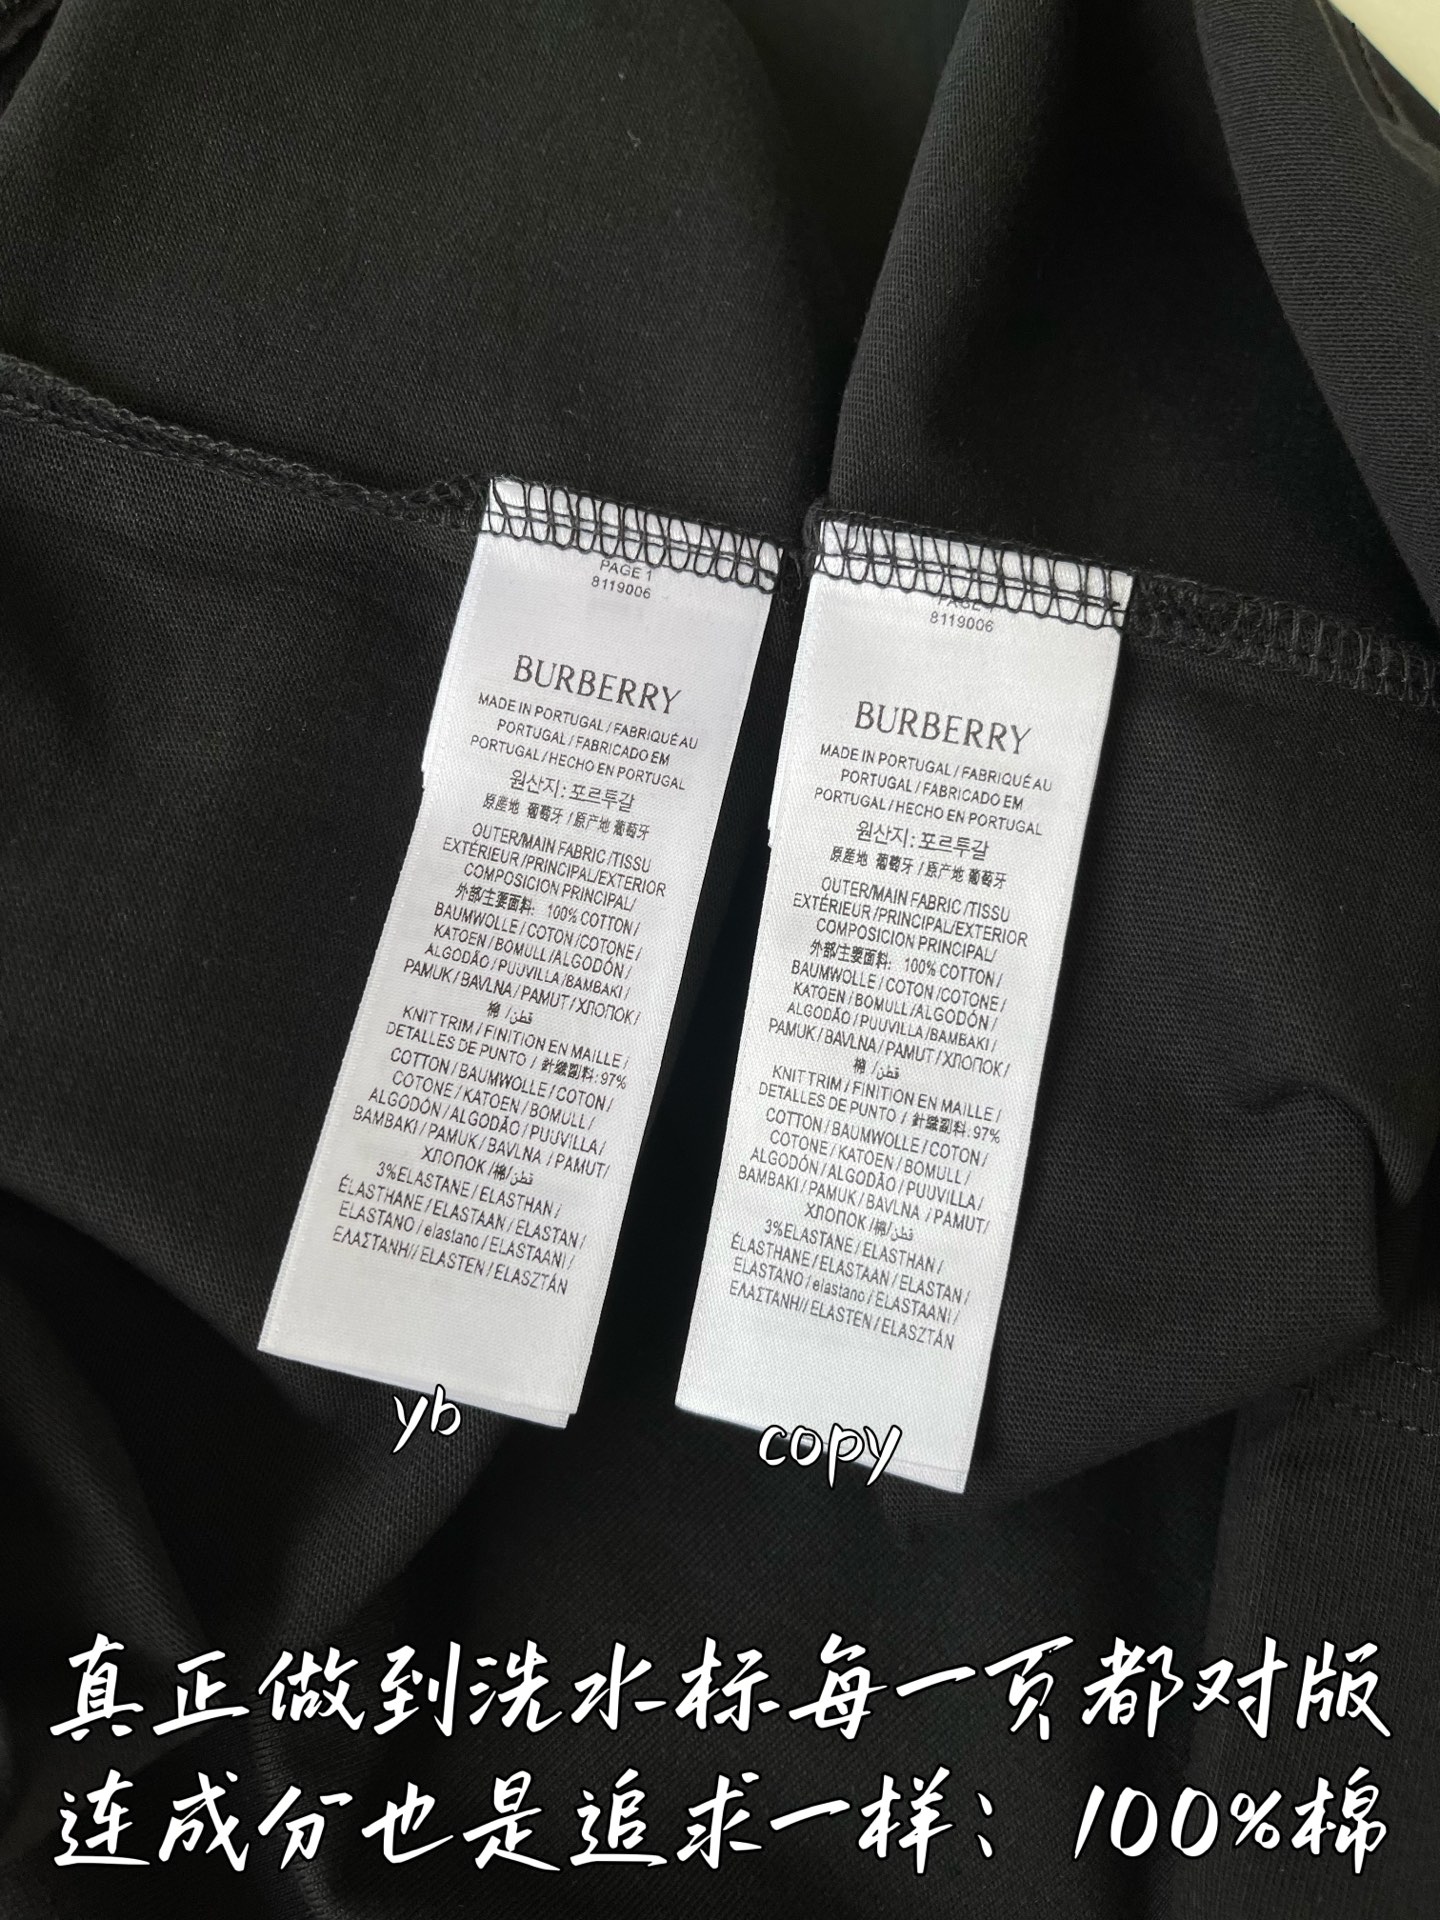 PAGE 1
8119006
BURBERRY
MADE IN PORTUGAL / FABRIQUÉ AU
PORTUGAL / FABRICADO EM
PORTUGAL / HECHO EN PORTUGAL
원산지: 포르투갈
原産地 葡萄牙 / 原产地 葡萄牙
OUTER/MAIN FABRIC /TISSU
EXTÉRIEUR /PRINCIPAL/EXTERIOR
COMPOSICION PRINCIPAL/
外部/主要面料: 100% COTTON /
BAUMWOLLE / COTON /COTONE /
KATOEN / BOMULL /ALGODÓN /
ALGODÃO / PUUVILLA /BAMBAKI /
PAMUK / BAVLNA / PAMUT / ХЛОПОК /
棉 /قطن/
KNIT TRIM / FINITION EN MAILLE /
DETALLES DE PUNTO / 針織副料: 97%
COTTON / BAUMWOLLE / COTON /
COTONE / KATOEN / BOMULL /
ALGODÓN / ALGODÃO / PUUVILLA /
BAMBAKI / PAMUK / BAVLNA / PAMUT/
ХЛОПОК /棉/قطن
3%ELASTANE / ELASTHAN /
ÉLASTHANE / ELASTAAN / ELASTAN /
ELASTANO / elastano / ELASTAANI /
ΕΛΑΣΤΑΝΗ// ELASTEN / ELASZTÁN
yb
8119006
BURBERRY
MADE IN PORTUGAL / FABRIQUÉ AU
PORTUGAL / FABRICADO EM
PORTUGAL / HECHO EN PORTUGAL
원산지: 포르투갈
原産地 葡萄牙 / 原产地 葡萄牙
OUTER/MAIN FABRIC /TISSU
EXTÉRIEUR /PRINCIPAL/EXTERIOR
COMPOSICION PRINCIPAL/
外部/主要面料: 100% COTTON /
BAUMWOLLE / COTON /COTONE /
KATOEN / BOMULL /ALGODÓN /
ALGODÃO / PUUVILLA /BAMBAKI /
PAMUK / BAVLNA / PAMUT / ХЛОПОК /
棉 /قطن/
KNIT TRIM / FINITION EN MAILLE /
DETALLES DE PUNTO / 針織副料: 97%
COTTON / BAUMWOLLE / COTON /
COTONE / KATOEN / BOMULL /
ALGODÓN / ALGODÃO / PUUVILLA /
BAMBAKI / PAMUK / BAVLNA / PAMUT/
ХЛОПОК /棉/قطن
3%ELASTANE / ELASTHAN /
ÉLASTHANE / ELASTAAN / ELASTAN /
ELASTANO / elastano / ELASTAANI /
ΕΛΑΣΤΑΝΗ// ELASTEN / ELASZTÁN
copy
真正做到洗水标每一页都对版
连成分也是追求一样：100%棉